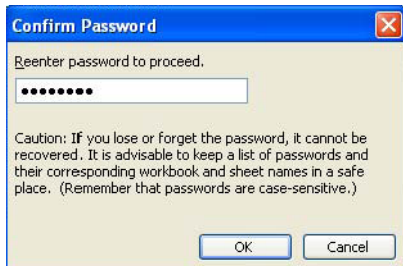 Confirm Password
Reenter password to proceed.
••••••••
Caution: If you lose or forget the password, it cannot be
recovered. It is advisable to keep a list of passwords and
their corresponding workbook and sheet names in a safe
place.  (Remember that passwords are case-sensitive.)
OK Cancel